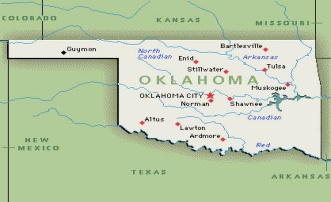 COLORADO
KANSAS
MISSOURI
Guymon
North
Canadian
Bartlesville
Enid
Arkansas
Stillwater
Tulsa
OKLAHOMA
Muskogee
OKLAHOMA CITY
Norman
Shawnee
Canadian
Altus
Lawton
Ardmore
Red
NEW
MEXICO
TEXAS
ARKANSAS